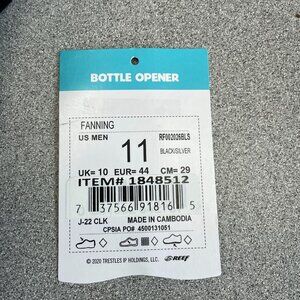 BOTTLE OPENER
FANNING
US MEN
RF002026BLS
11
BLACK/SILVER
UK= 10 EUR= 44 CM= 29
ITEM# 1848512
7 37566 91816 5
J-22 CLK MADE IN CAMBODIA
CPSIA PO# 4500131051
© 2020 TRESTLES IP HOLDINGS, LLC. REEF